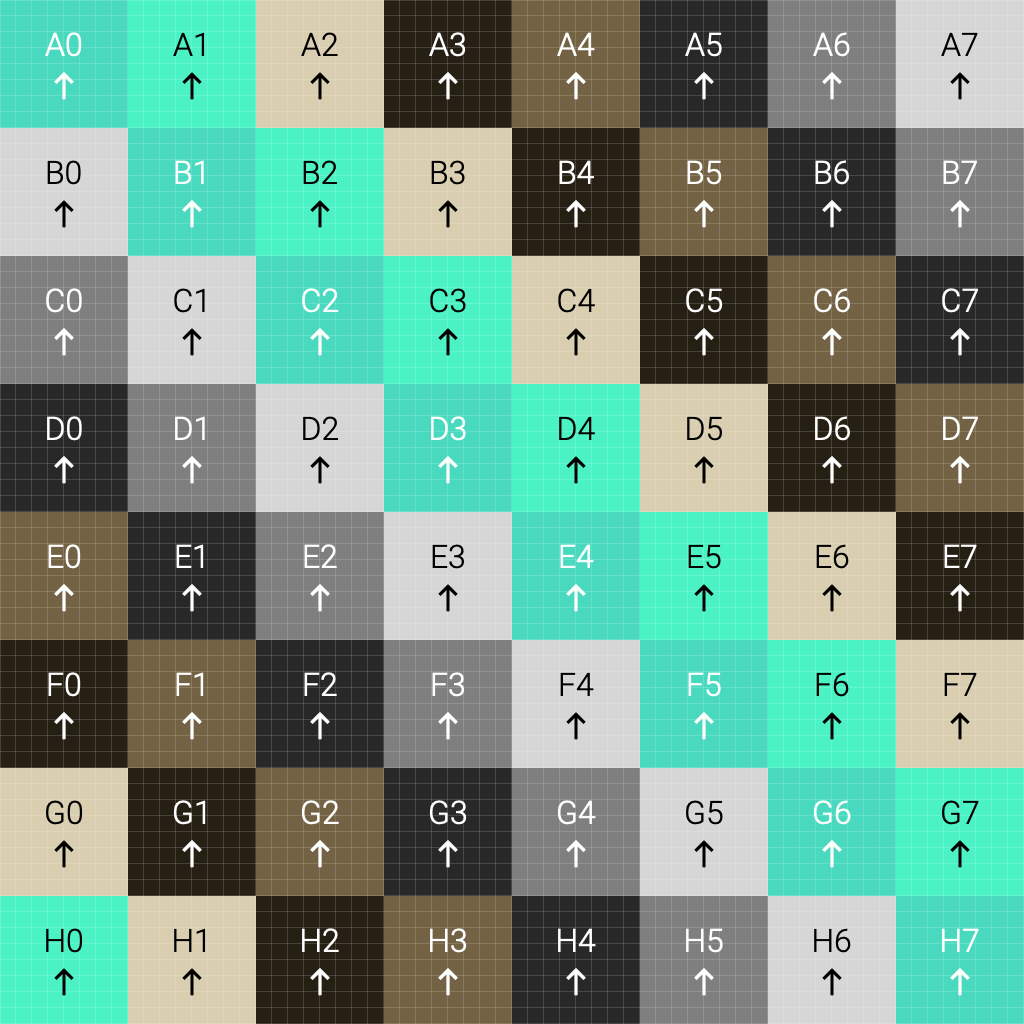 A0 A1 A2 A3 A4 A5 A6 A7
↑ ↑ ↑ ↑ ↑ ↑ ↑ ↑
B0 B1 B2 B3 B4 B5 B6 B7
↑ ↑ ↑ ↑ ↑ ↑ ↑ ↑
C0 C1 C2 C3 C4 C5 C6 C7
↑ ↑ ↑ ↑ ↑ ↑ ↑ ↑
D0 D1 D2 D3 D4 D5 D6 D7
↑ ↑ ↑ ↑ ↑ ↑ ↑ ↑
E0 E1 E2 E3 E4 E5 E6 E7
↑ ↑ ↑ ↑ ↑ ↑ ↑ ↑
F0 F1 F2 F3 F4 F5 F6 F7
↑ ↑ ↑ ↑ ↑ ↑ ↑ ↑
G0 G1 G2 G3 G4 G5 G6 G7
↑ ↑ ↑ ↑ ↑ ↑ ↑ ↑
H0 H1 H2 H3 H4 H5 H6 H7
↑ ↑ ↑ ↑ ↑ ↑ ↑ ↑